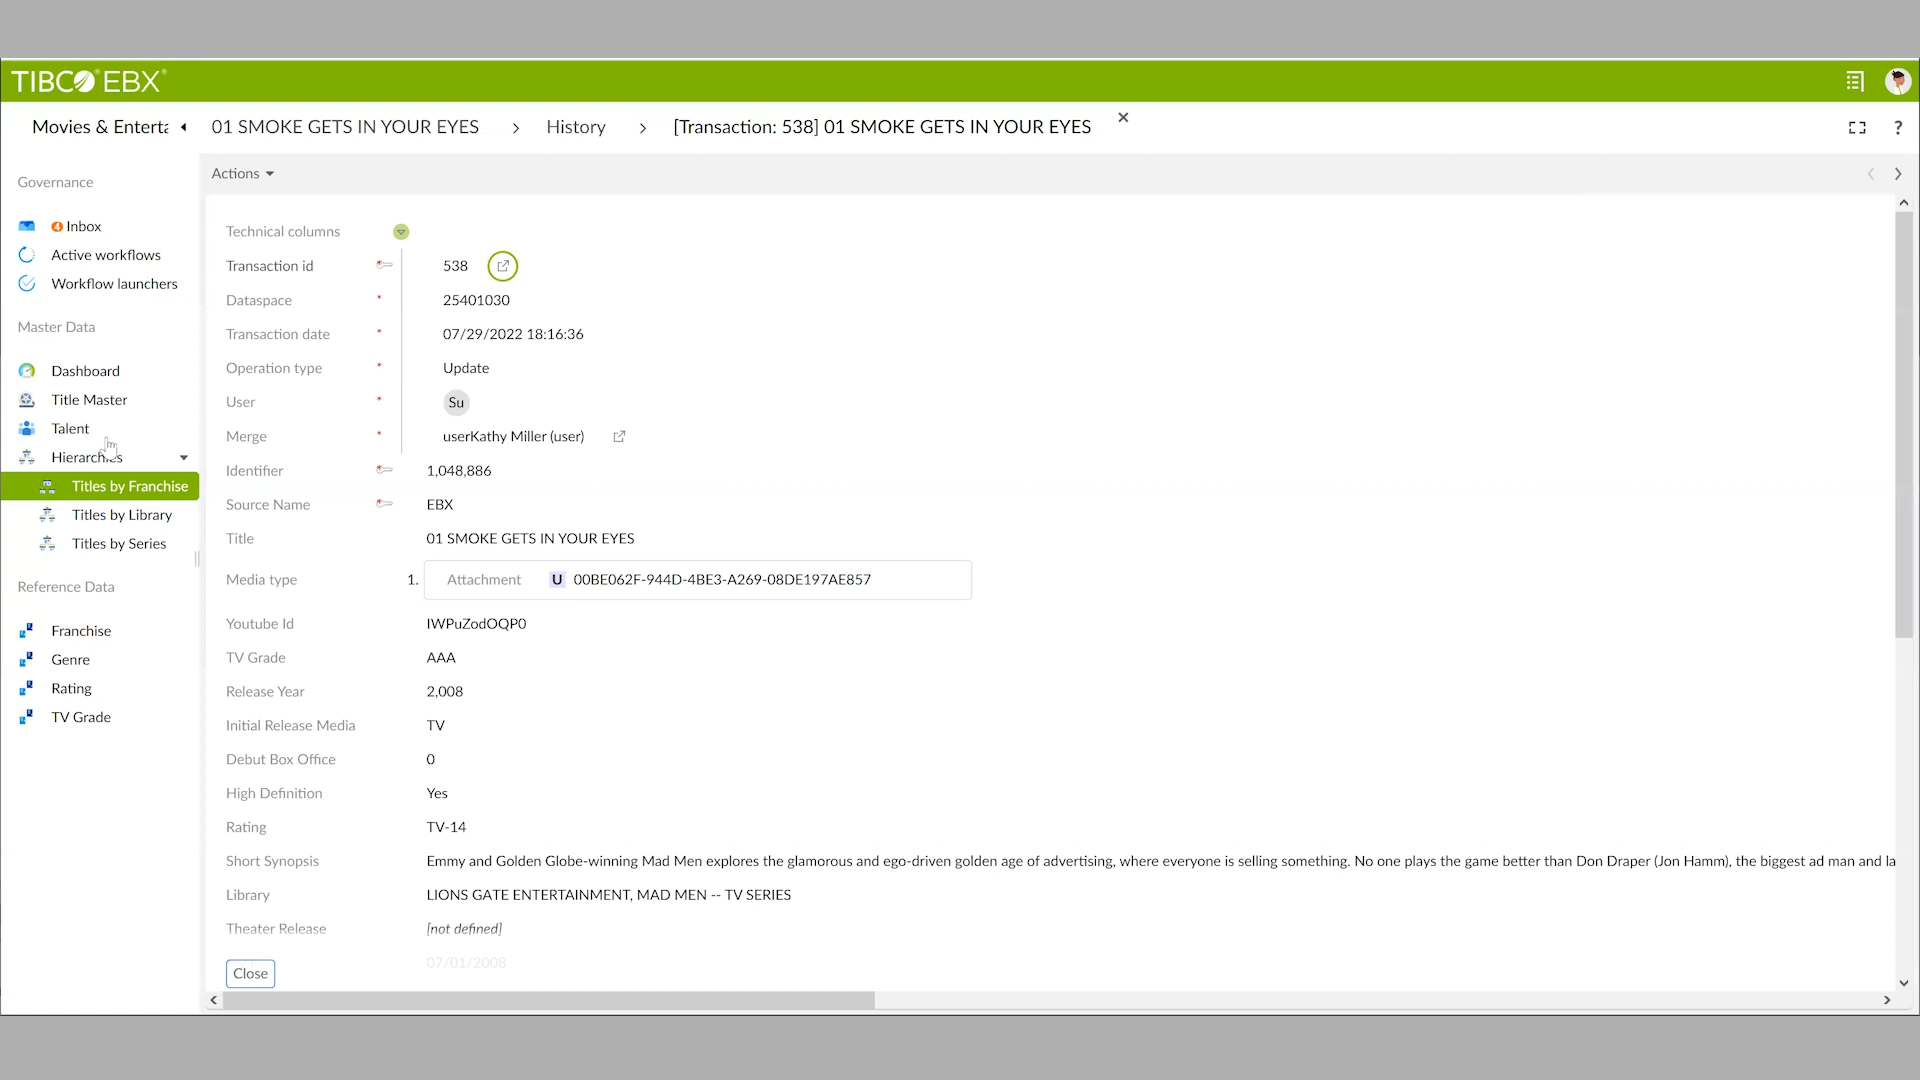 TIBCO EBX
Movies & Enterta
01 SMOKE GETS IN YOUR EYES > History > [Transaction: 538] 01 SMOKE GETS IN YOUR EYES
?
Governance
4 Inbox
Active workflows
Workflow launchers
Master Data
Dashboard
Title Master
Talent
Hierarchies
Titles by Franchise
Titles by Library
Titles by Series
Reference Data
Franchise
Genre
Rating
TV Grade
Actions
Technical columns
Transaction id 538
Dataspace * 25401030
Transaction date * 07/29/2022 18:16:36
Operation type * Update
User * Su
Merge * userKathy Miller (user)
Identifier 1,048,886
Source Name EBX
Title 01 SMOKE GETS IN YOUR EYES
Media type 1. Attachment U 00BE062F-944D-4BE3-A269-08DE197AE857
Youtube Id IWPuZodOQP0
TV Grade AAA
Release Year 2,008
Initial Release Media TV
Debut Box Office 0
High Definition Yes
Rating TV-14
Short Synopsis Emmy and Golden Globe-winning Mad Men explores the glamorous and ego-driven golden age of advertising, where everyone is selling something. No one plays the game better than Don Draper (Jon Hamm), the biggest ad man and la
Library LIONS GATE ENTERTAINMENT, MAD MEN -- TV SERIES
Theater Release [not defined]
07/01/2008
Close